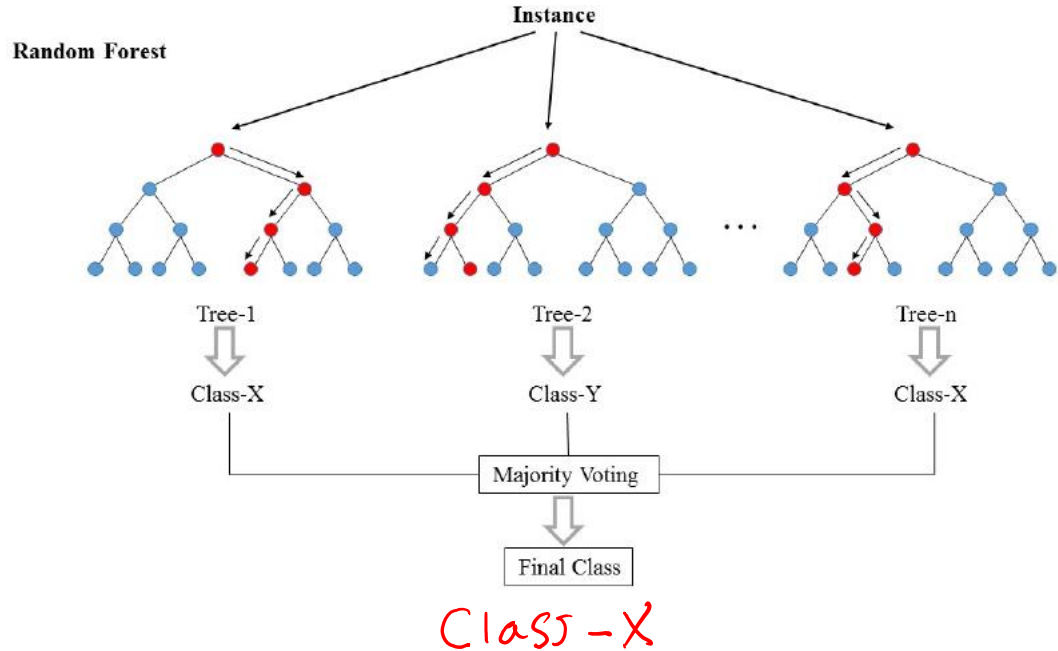 Instance
Random Forest
...
Tree-1 Tree-2 Tree-n
Class-X Class-Y Class-X
Majority Voting
Final Class
Class-X